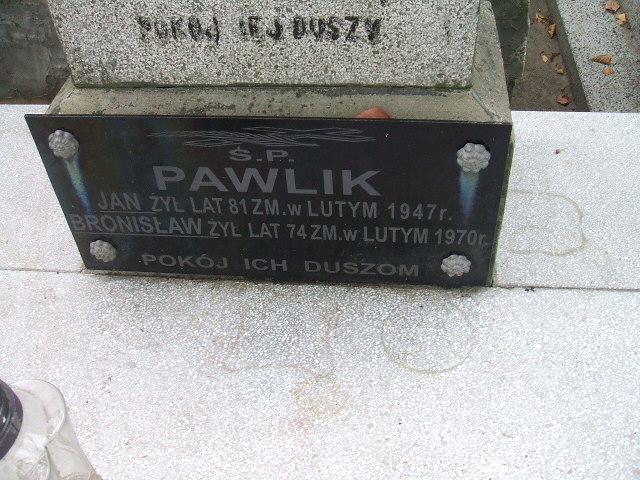 POKÓJ JEJ DUSZY
Ś.P.
PAWLIK
JAN ŻYŁ LAT 81 ZM. w LUTYM 1947r.
BRONISŁAW ŻYŁ LAT 74 ZM. w LUTYM 1970r.
POKÓJ ICH DUSZOM